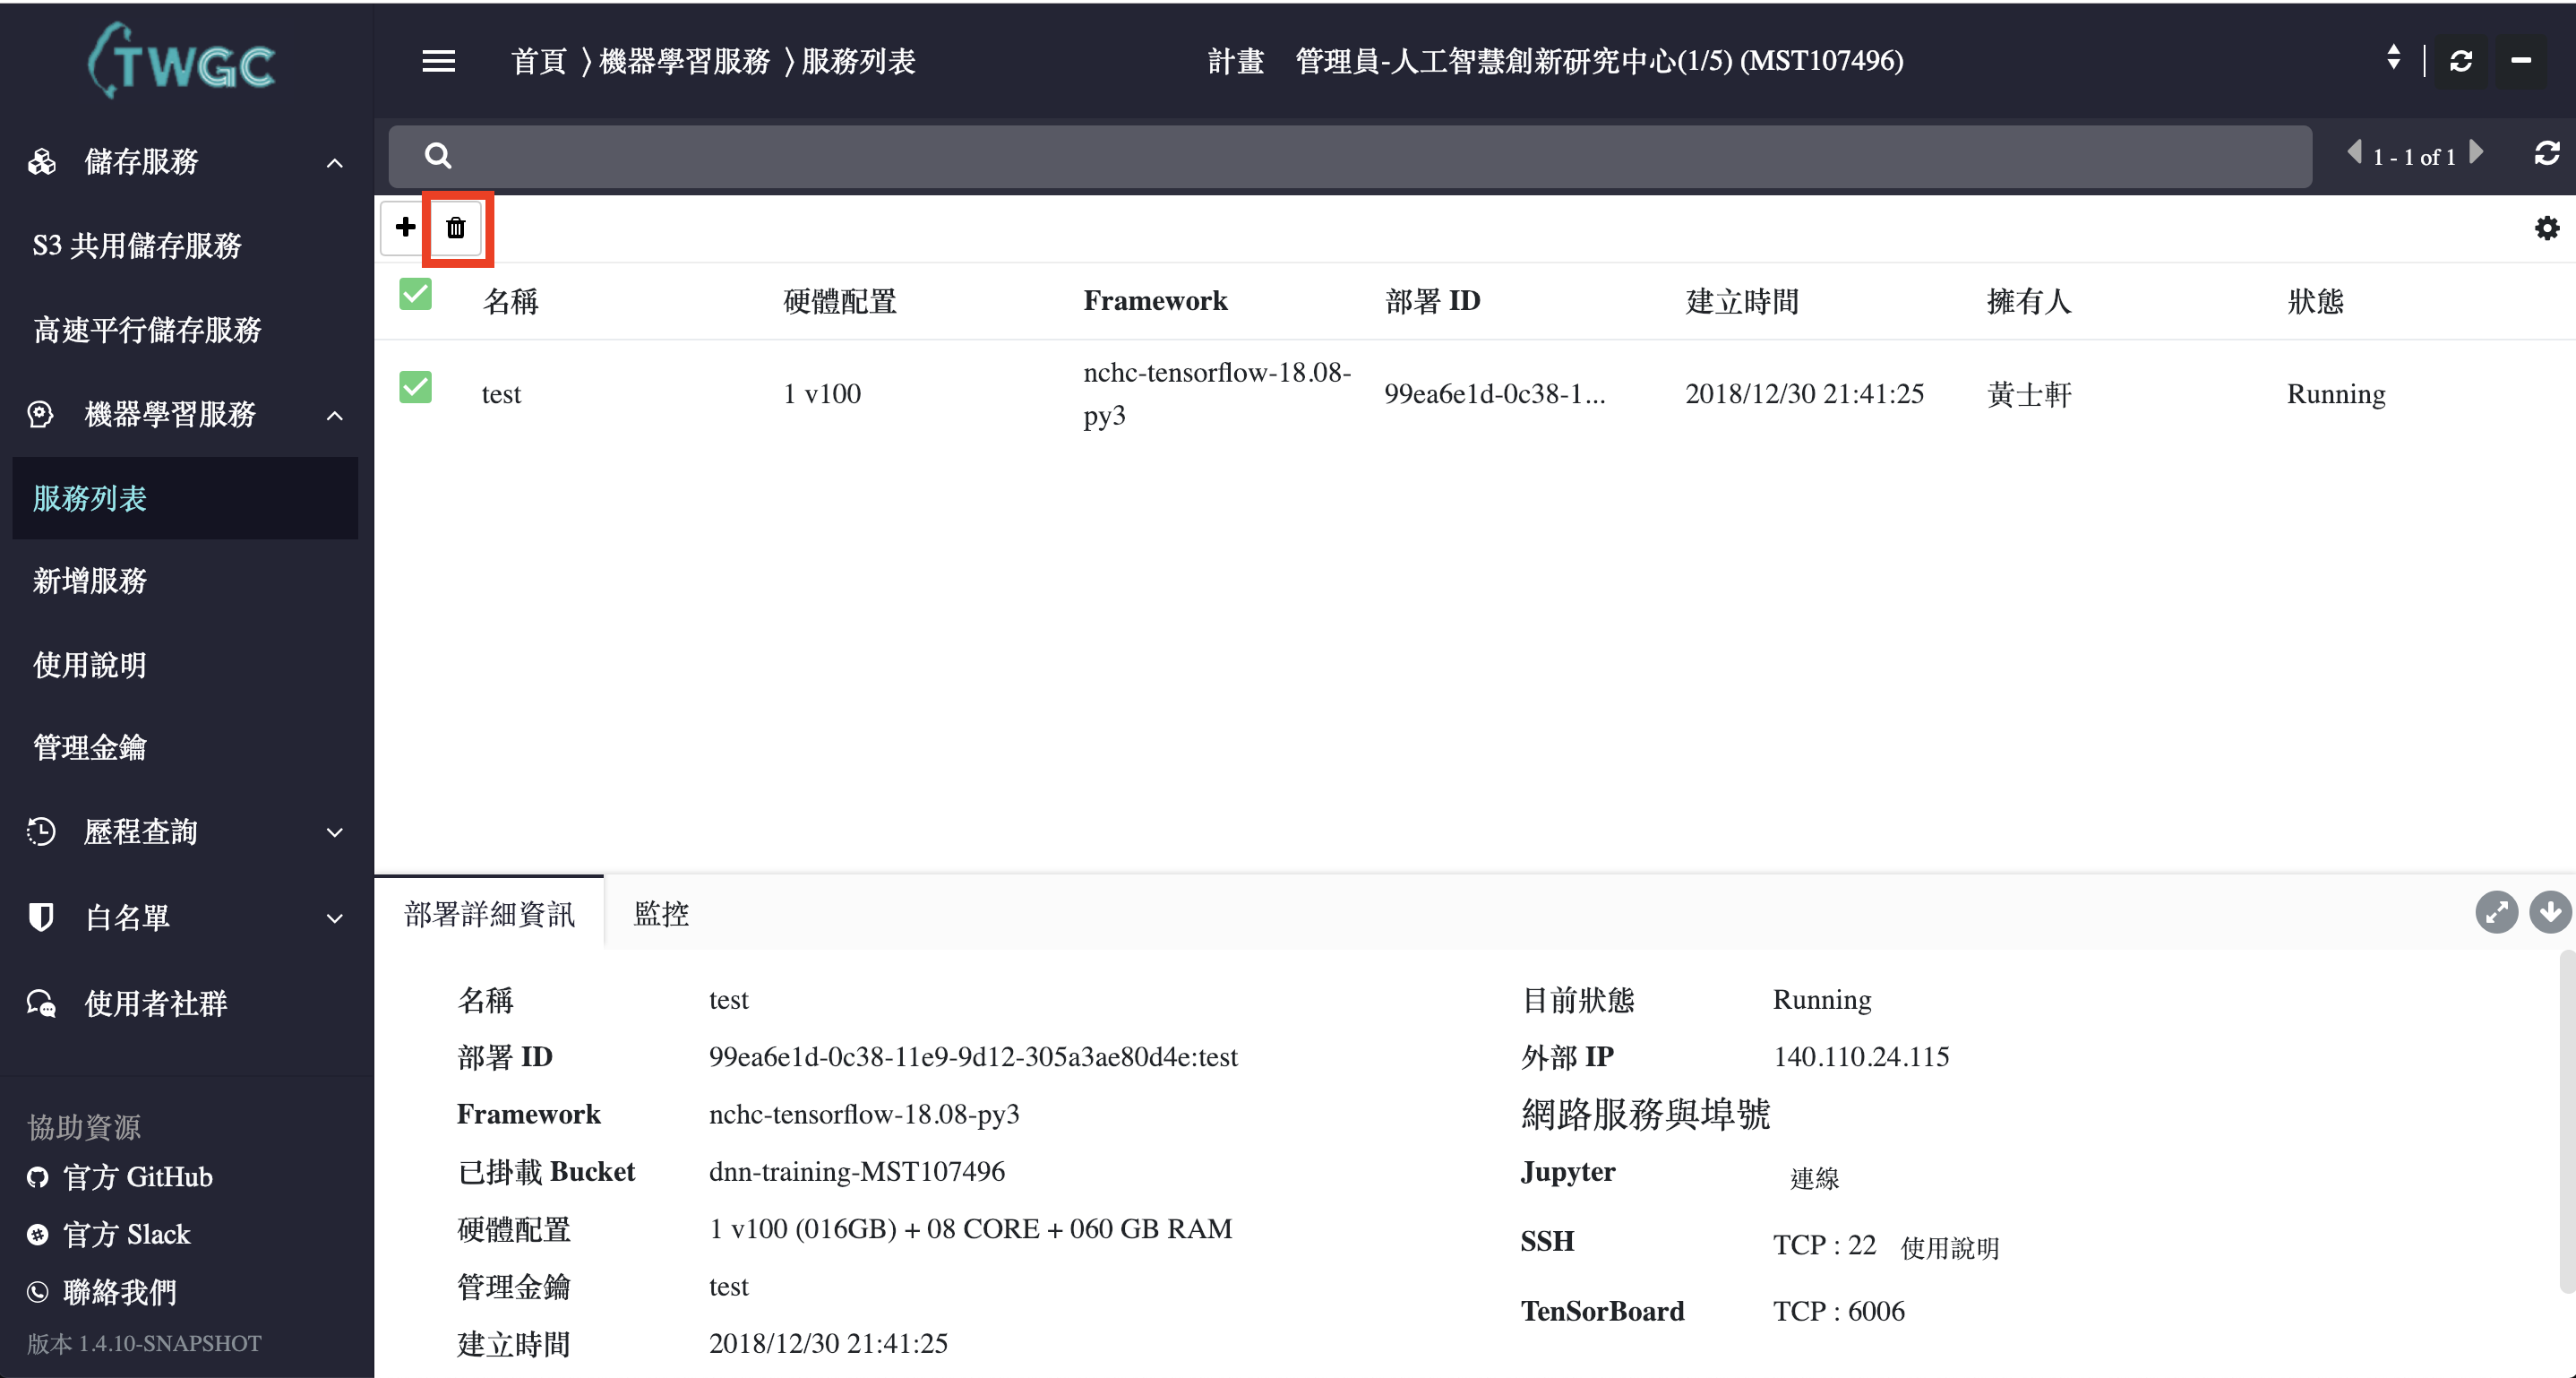 TWGC
首頁 〉機器學習服務 〉服務列表
計畫 管理員-人工智慧創新研究中心(1/5) (MST107496)
儲存服務
S3 共用儲存服務
高速平行儲存服務
機器學習服務
服務列表
新增服務
使用說明
管理金鑰
歷程查詢
白名單
使用者社群
協助資源
官方 GitHub
官方 Slack
聯絡我們
版本 1.4.10-SNAPSHOT
1 - 1 of 1
名稱 硬體配置 Framework 部署 ID 建立時間 擁有人 狀態
test 1 v100 nchc-tensorflow-18.08- 99ea6e1d-0c38-1... 2018/12/30 21:41:25 黃士軒 Running
py3
部署詳細資訊 監控
名稱 test
部署 ID 99ea6e1d-0c38-11e9-9d12-305a3ae80d4e:test
Framework nchc-tensorflow-18.08-py3
已掛載 Bucket dnn-training-MST107496
硬體配置 1 v100 (016GB) + 08 CORE + 060 GB RAM
管理金鑰 test
建立時間 2018/12/30 21:41:25
目前狀態 Running
外部 IP 140.110.24.115
網路服務與埠號
Jupyter 連線
SSH TCP : 22 使用說明
TenSorBoard TCP : 6006